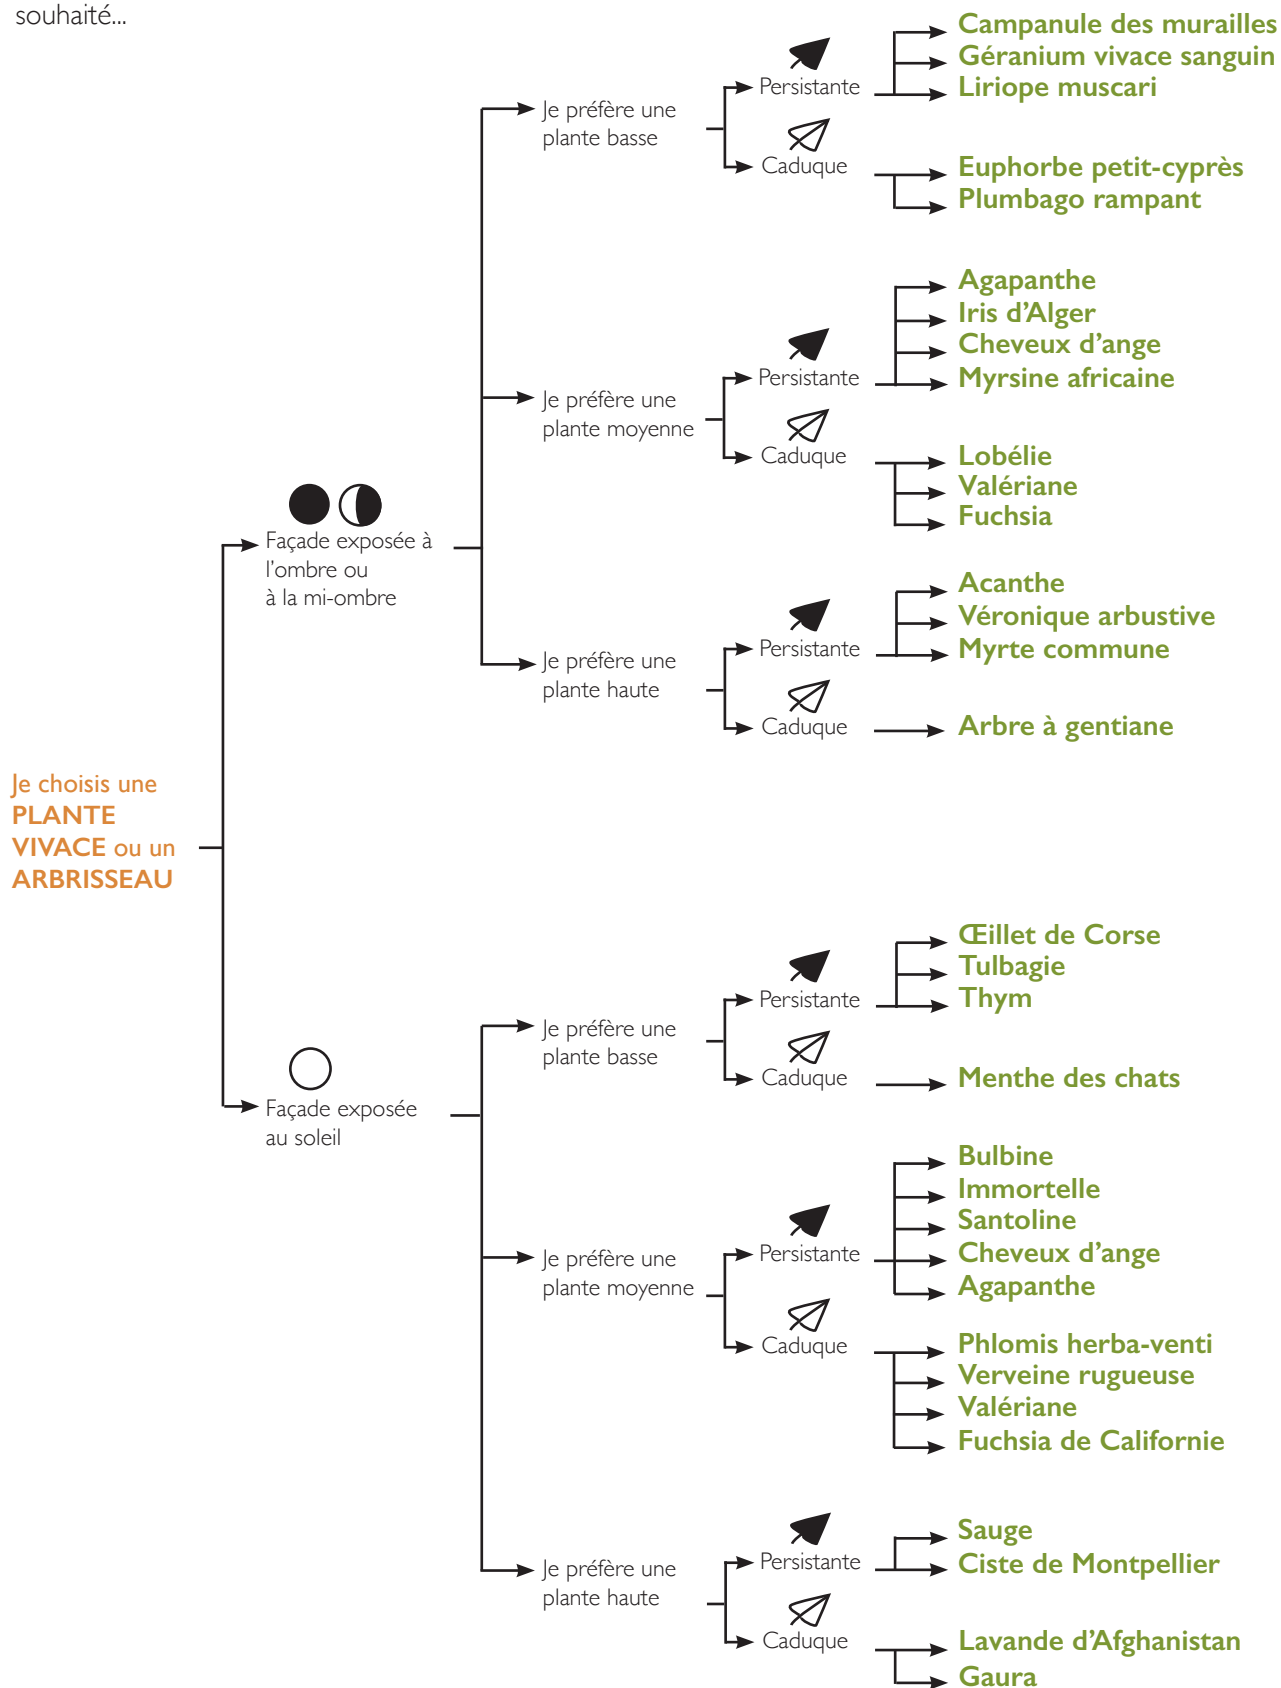 souhaité...
Campanule des murailles
Géranium vivace sanguin
Persistante
Liriope muscari
Je préfère une
plante basse
Caduque
Euphorbe petit-cyprès
Plumbago rampant
Agapanthe
Iris d'Alger
Cheveux d'ange
Persistante
Myrsine africaine
Je préfère une
plante moyenne
Caduque
Lobélie
Valériane
Fuchsia
Façade exposée à
l'ombre ou
à la mi-ombre
Acanthe
Véronique arbustive
Persistante
Myrte commune
Je préfère une
plante haute
Caduque
Arbre à gentiane
Je choisis une
PLANTE
VIVACE ou un
ARBRISSEAU
Œillet de Corse
Tulbagie
Persistante
Thym
Je préfère une
plante basse
Caduque
Menthe des chats
Façade exposée
au soleil
Bulbine
Immortelle
Santoline
Persistante
Cheveux d'ange
Agapanthe
Je préfère une
plante moyenne
Caduque
Phlomis herba-venti
Verveine rugueuse
Valériane
Fuchsia de Californie
Sauge
Persistante
Ciste de Montpellier
Je préfère une
plante haute
Caduque
Lavande d'Afghanistan
Gaura